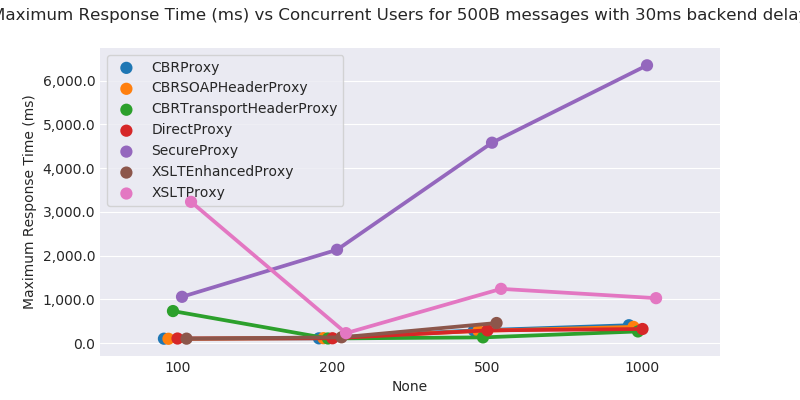 Maximum Response Time (ms) vs Concurrent Users for 500B messages with 30ms backend delay
6,000.0
5,000.0
4,000.0
3,000.0
2,000.0
1,000.0
0.0
Maximum Response Time (ms)
CBRProxy
CBRSOAPHeaderProxy
CBRTransportHeaderProxy
DirectProxy
SecureProxy
XSLTEnhancedProxy
XSLTProxy
100
200
500
1000
None